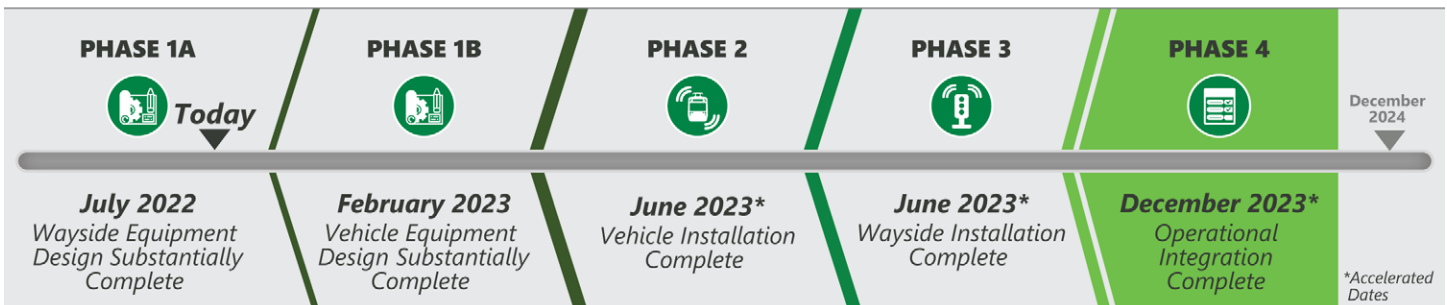 PHASE 1A
Today
July 2022
Wayside Equipment
Design Substantially
Complete
PHASE 1B
February 2023
Vehicle Equipment
Design Substantially
Complete
PHASE 2
June 2023*
Vehicle Installation
Complete
PHASE 3
June 2023*
Wayside Installation
Complete
PHASE 4
December 2023*
Operational
Integration
Complete
December
2024
*Accelerated
Dates